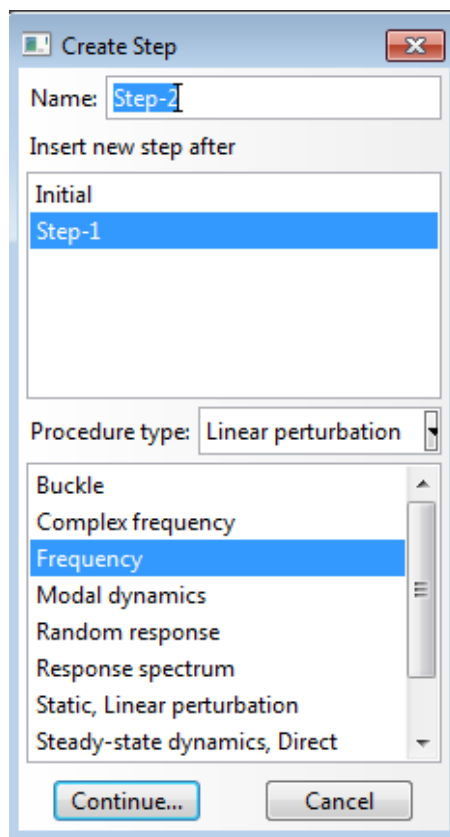 Create Step
Name: Step-2
Insert new step after
Initial
Step-1
Procedure type: Linear perturbation
Buckle
Complex frequency
Frequency
Modal dynamics
Random response
Response spectrum
Static, Linear perturbation
Steady-state dynamics, Direct
Continue... Cancel